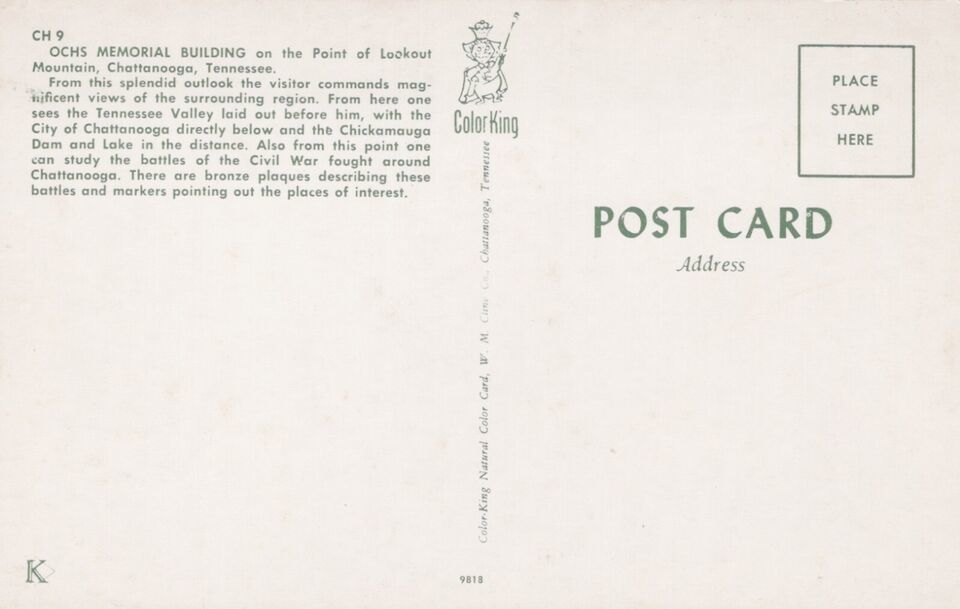 CH 9
OCHS MEMORIAL BUILDING on the Point of Lookout
Mountain, Chattanooga, Tennessee.
From this splendid outlook the visitor commands mag-
nificent views of the surrounding region. From here one
sees the Tennessee Valley laid out before him, with the
City of Chattanooga directly below and the Chickamauga
Dam and Lake in the distance. Also from this point one
can study the battles of the Civil War fought around
Chattanooga. There are bronze plaques describing these
battles and markers pointing out the places of interest.
ColorKing
Color-King Natural Color Card, W. M. Cline Co., Chattanooga, Tennessee
PLACE
STAMP
HERE
POST CARD
Address
K
9818